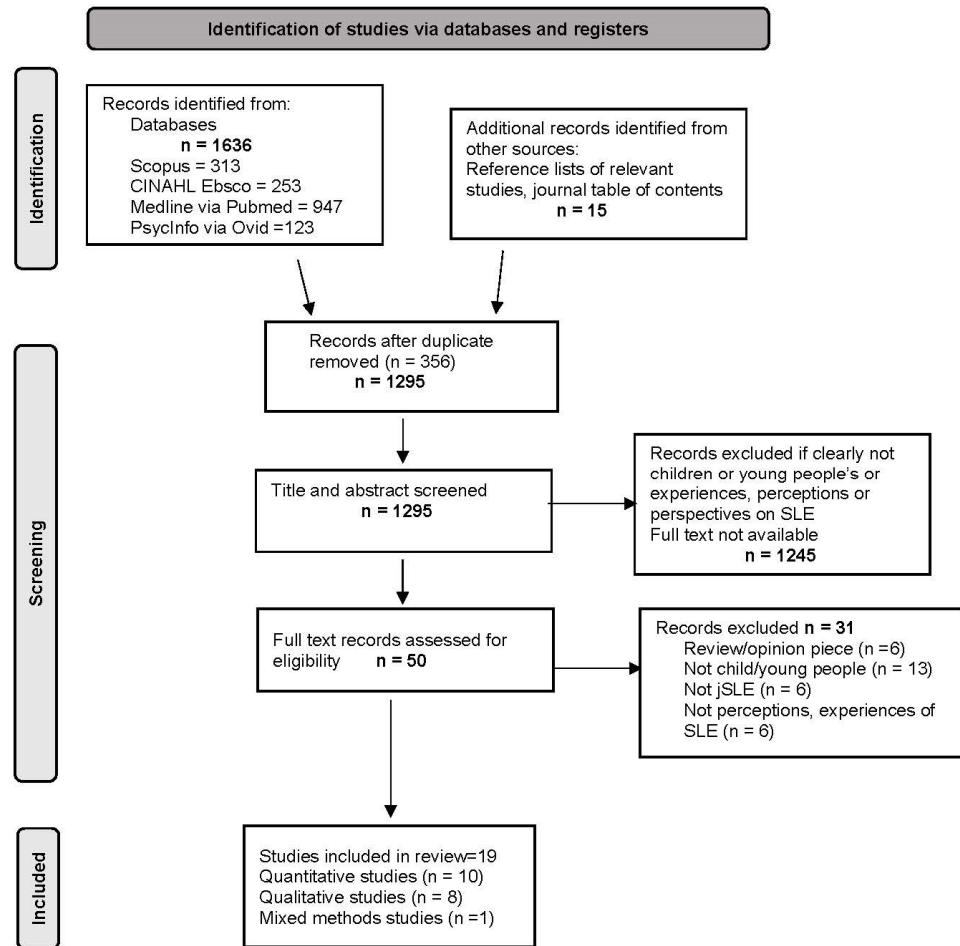 Identification of studies via databases and registers
Identification
Records identified from:
Databases
n = 1636
Scopus = 313
CINAHL Ebsco = 253
Medline via Pubmed = 947
PsycInfo via Ovid =123
Additional records identified from
other sources:
Reference lists of relevant
studies, journal table of contents
n = 15
Screening
Records after duplicate
removed (n = 356)
n = 1295
Title and abstract screened
n = 1295
Records excluded if clearly not
children or young people’s or
experiences, perceptions or
perspectives on SLE
Full text not available
n = 1245
Full text records assessed for
eligibility n = 50
Records excluded n = 31
Review/opinion piece (n =6)
Not child/young people (n = 13)
Not jSLE (n = 6)
Not perceptions, experiences of
SLE (n = 6)
Included
Studies included in review=19
Quantitative studies (n = 10)
Qualitative studies (n = 8)
Mixed methods studies (n =1)